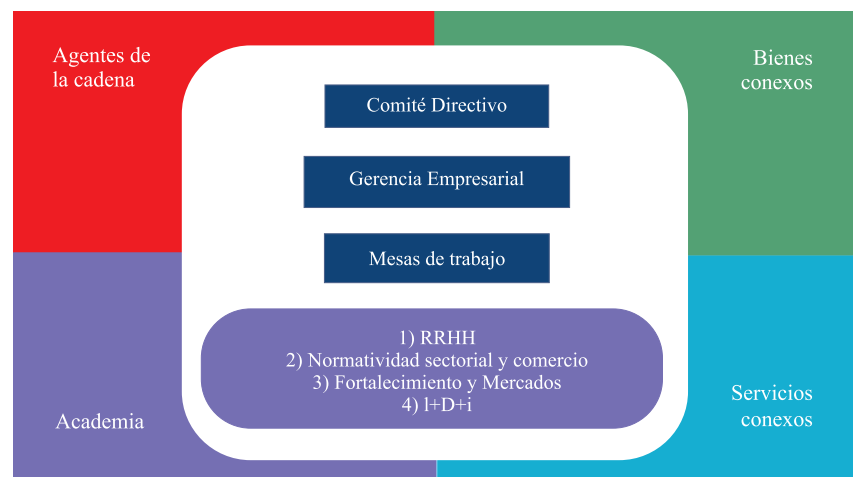 Agentes de
la cadena
Bienes
conexos
Comité Directivo
Gerencia Empresarial
Mesas de trabajo
1) RRHH
2) Normatividad sectorial y comercio
3) Fortalecimiento y Mercados
4) l+D+i
Academia
Servicios
conexos